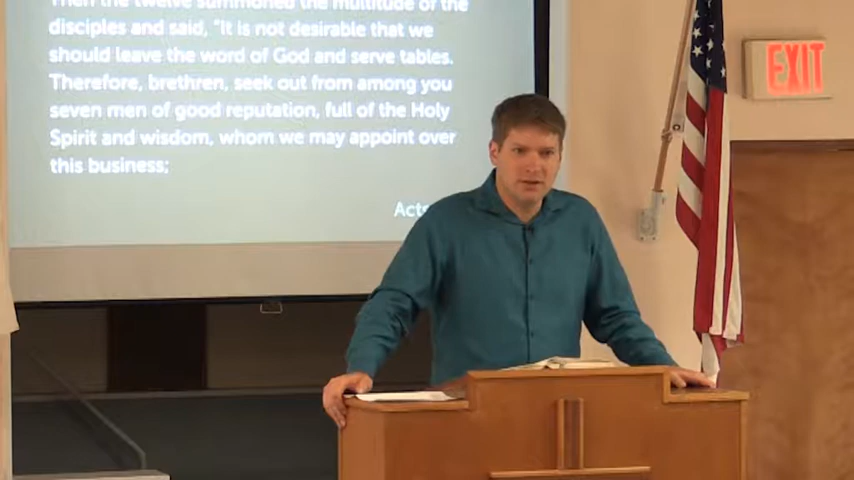 Then the twelve summoned the multitude of the
disciples and said, "It is not desirable that we
should leave the word of God and serve tables.
Therefore, brethren, seek out from among you
seven men of good reputation, full of the Holy
Spirit and wisdom, whom we may appoint over
this business;
Acts
EXIT